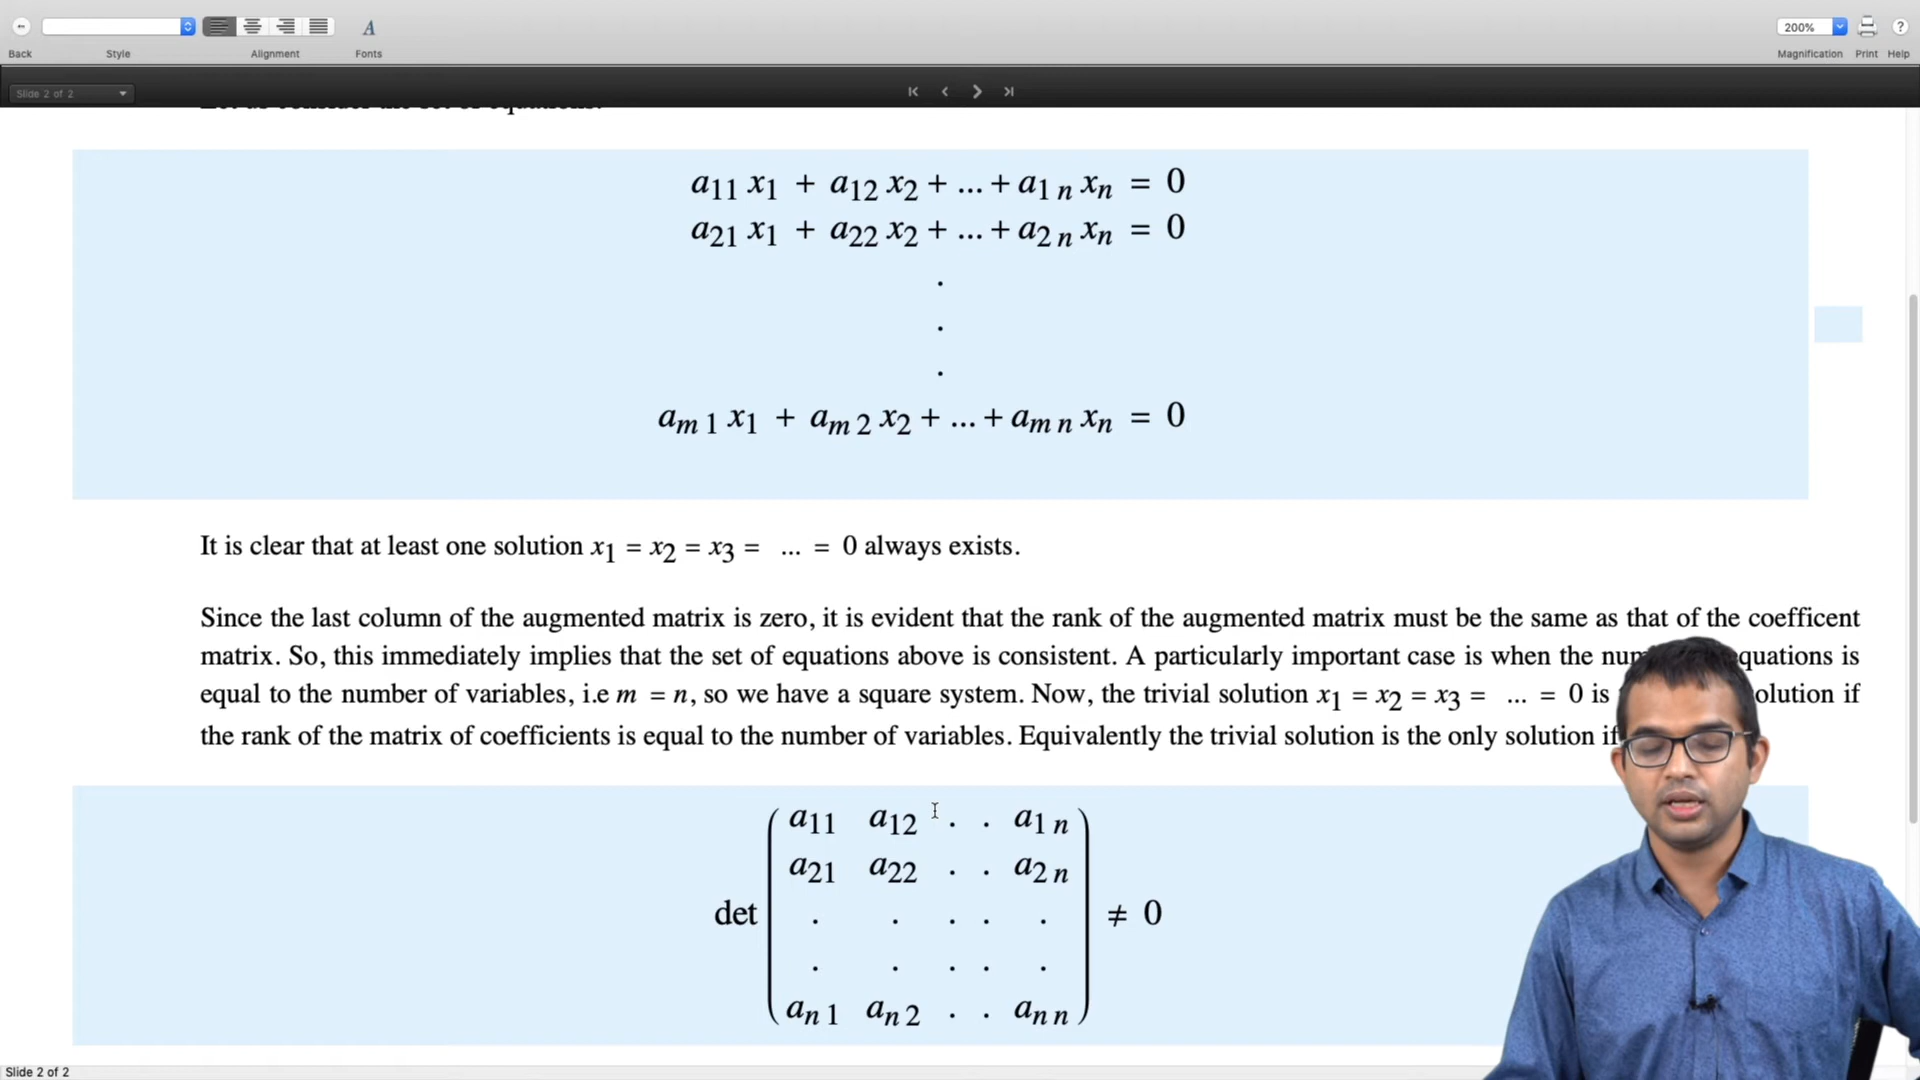 200%
Back Style Alignment Fonts Magnification Print Help
Slide 2 of 2
a11 x1 + a12 x2 + ... + a1 n xn = 0
a21 x1 + a22 x2 + ... + a2 n xn = 0
.
.
.
am 1 x1 + am 2 x2 + ... + am n xn = 0
It is clear that at least one solution x1 = x2 = x3 = ... = 0 always exists.
Since the last column of the augmented matrix is zero, it is evident that the rank of the augmented matrix must be the same as that of the coefficent
matrix. So, this immediately implies that the set of equations above is consistent. A particularly important case is when the quations is
equal to the number of variables, i.e m = n, so we have a square system. Now, the trivial solution x1 = x2 = x3 = ... = 0 is olution if
the rank of the matrix of coefficients is equal to the number of variables. Equivalently the trivial solution is the only solution if
a11 a12 . . a1 n
a21 a22 . . a2 n
det . . . . . ≠ 0
. . . . .
an 1 an 2 . . an n
Slide 2 of 2